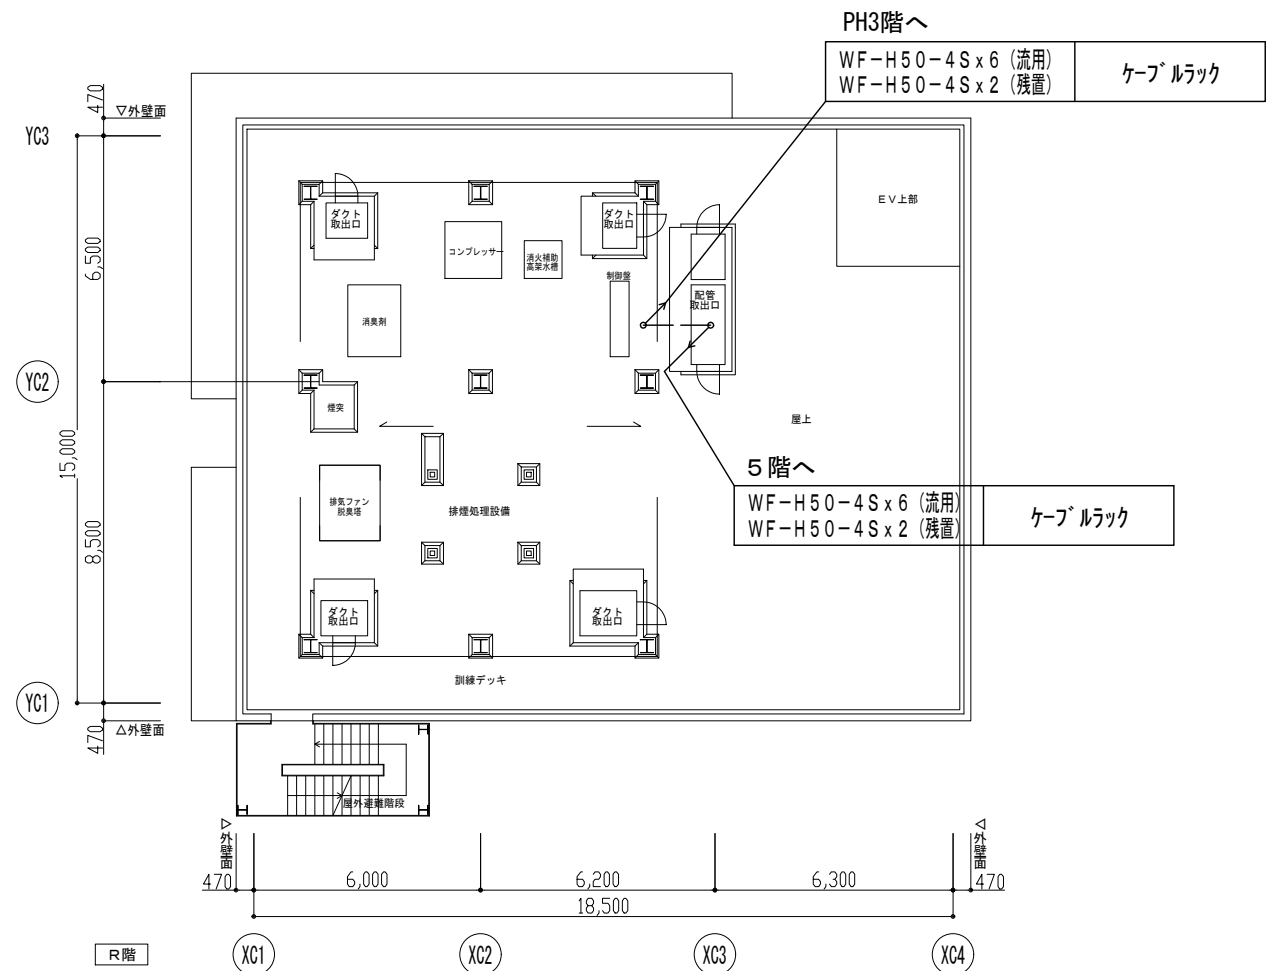 PH3階へ
WF-H50-4Sx6 (流用)
WF-H50-4Sx2 (残置)
ケーブルラック
470
▽外壁面
YC3
EV上部
ダクト
取出口
ダクト
取出口
コンプレッサー
消火補助
高架水槽
6,500
制御盤
配管
取出口
消臭剤
YC2
煙突
屋上
15,000
5階へ
WF-H50-4Sx6 (流用)
WF-H50-4Sx2 (残置)
ケーブルラック
排気ファン
脱臭塔
排煙処理設備
8,500
ダクト
取出口
ダクト
取出口
訓練デッキ
YC1
△外壁面
470
屋外避難階段
▷外壁面
◁外壁面
470
6,000
6,200
6,300
470
18,500
R階
XC1
XC2
XC3
XC4